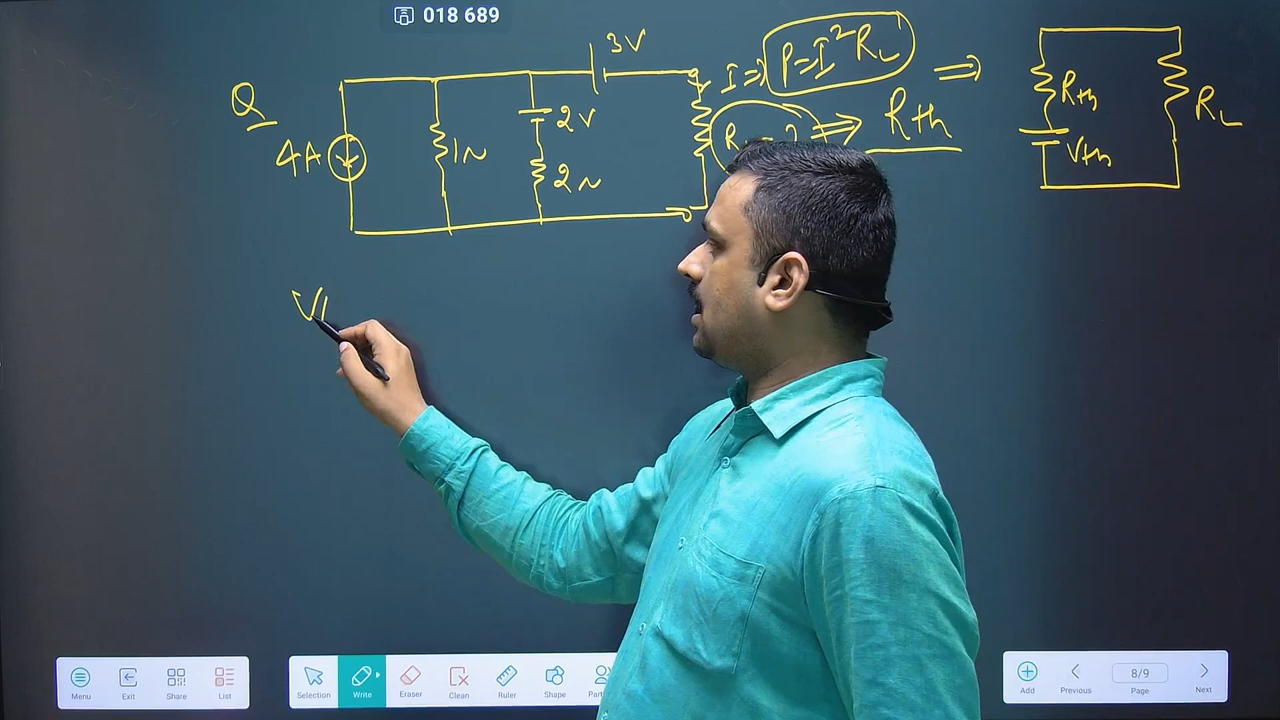 018 689
Q
4A
1Ω
2V
2Ω
3V
I ⇒ P=I²RL
⇒ Rth
⇒
Rth
Vth
RL
V
Menu
Exit
Share
List
Selection
Write
Eraser
Clean
Ruler
Shape
Add
Previous
8/9
Page
Next